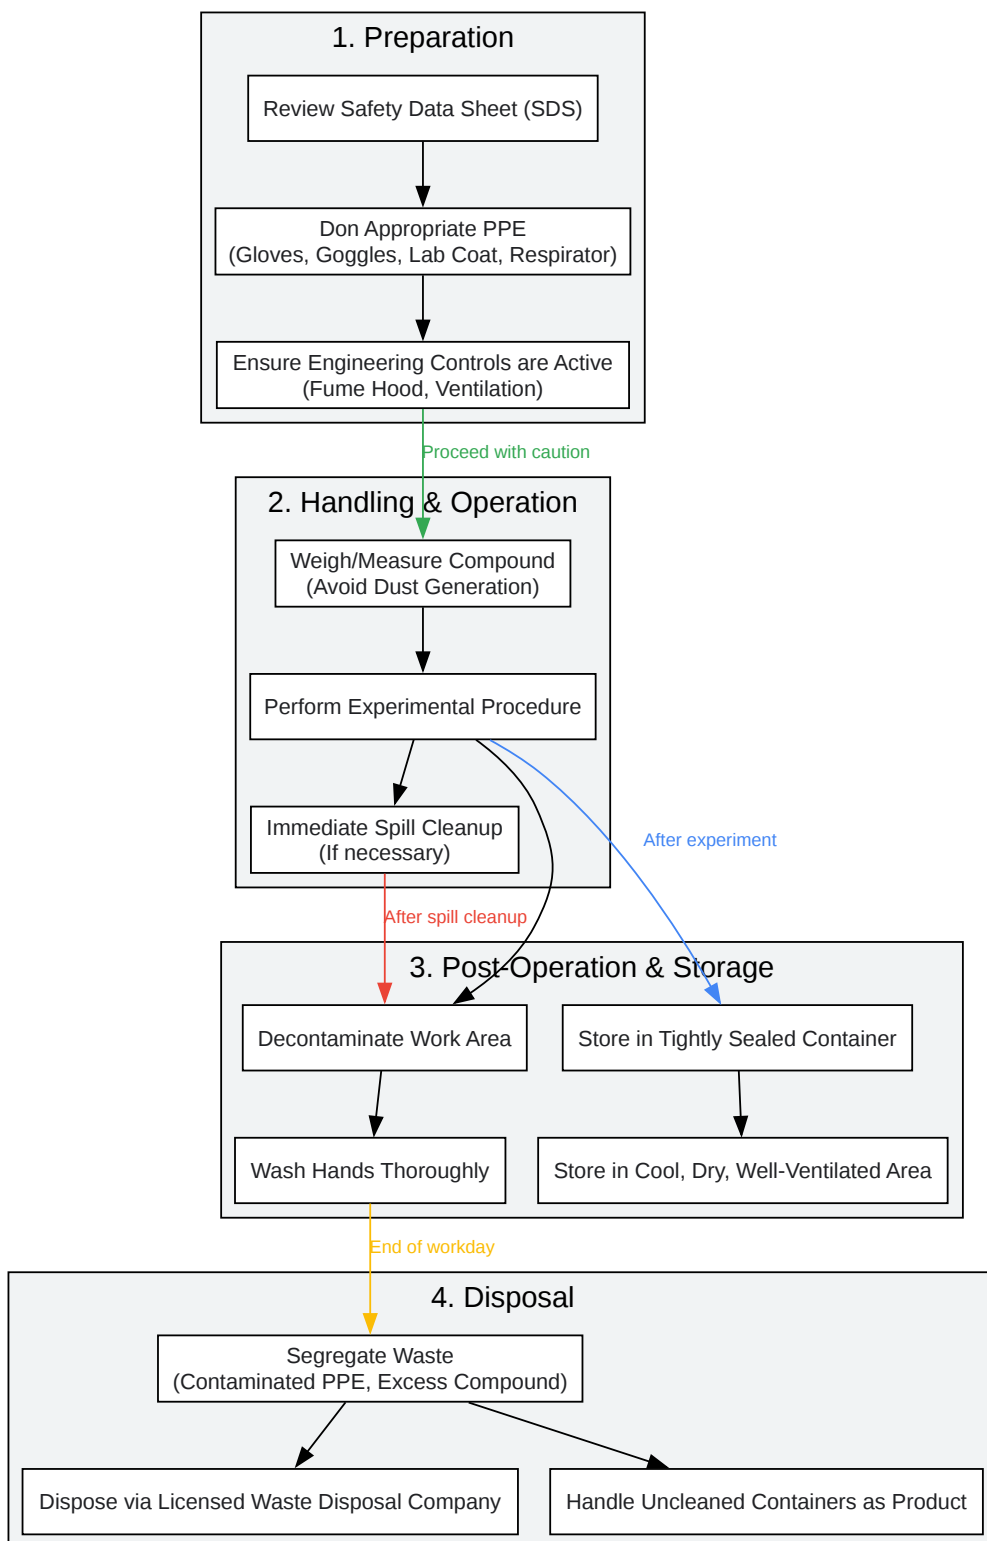 1. Preparation
Review Safety Data Sheet (SDS)
Don Appropriate PPE
(Gloves, Goggles, Lab Coat, Respirator)
Ensure Engineering Controls are Active
(Fume Hood, Ventilation)
Proceed with caution
2. Handling & Operation
Weigh/Measure Compound
(Avoid Dust Generation)
Perform Experimental Procedure
Immediate Spill Cleanup
(If necessary)
After experiment
After spill cleanup
3. Post-Operation & Storage
Decontaminate Work Area
Store in Tightly Sealed Container
Wash Hands Thoroughly
Store in Cool, Dry, Well-Ventilated Area
End of workday
4. Disposal
Segregate Waste
(Contaminated PPE, Excess Compound)
Dispose via Licensed Waste Disposal Company
Handle Uncleaned Containers as Product